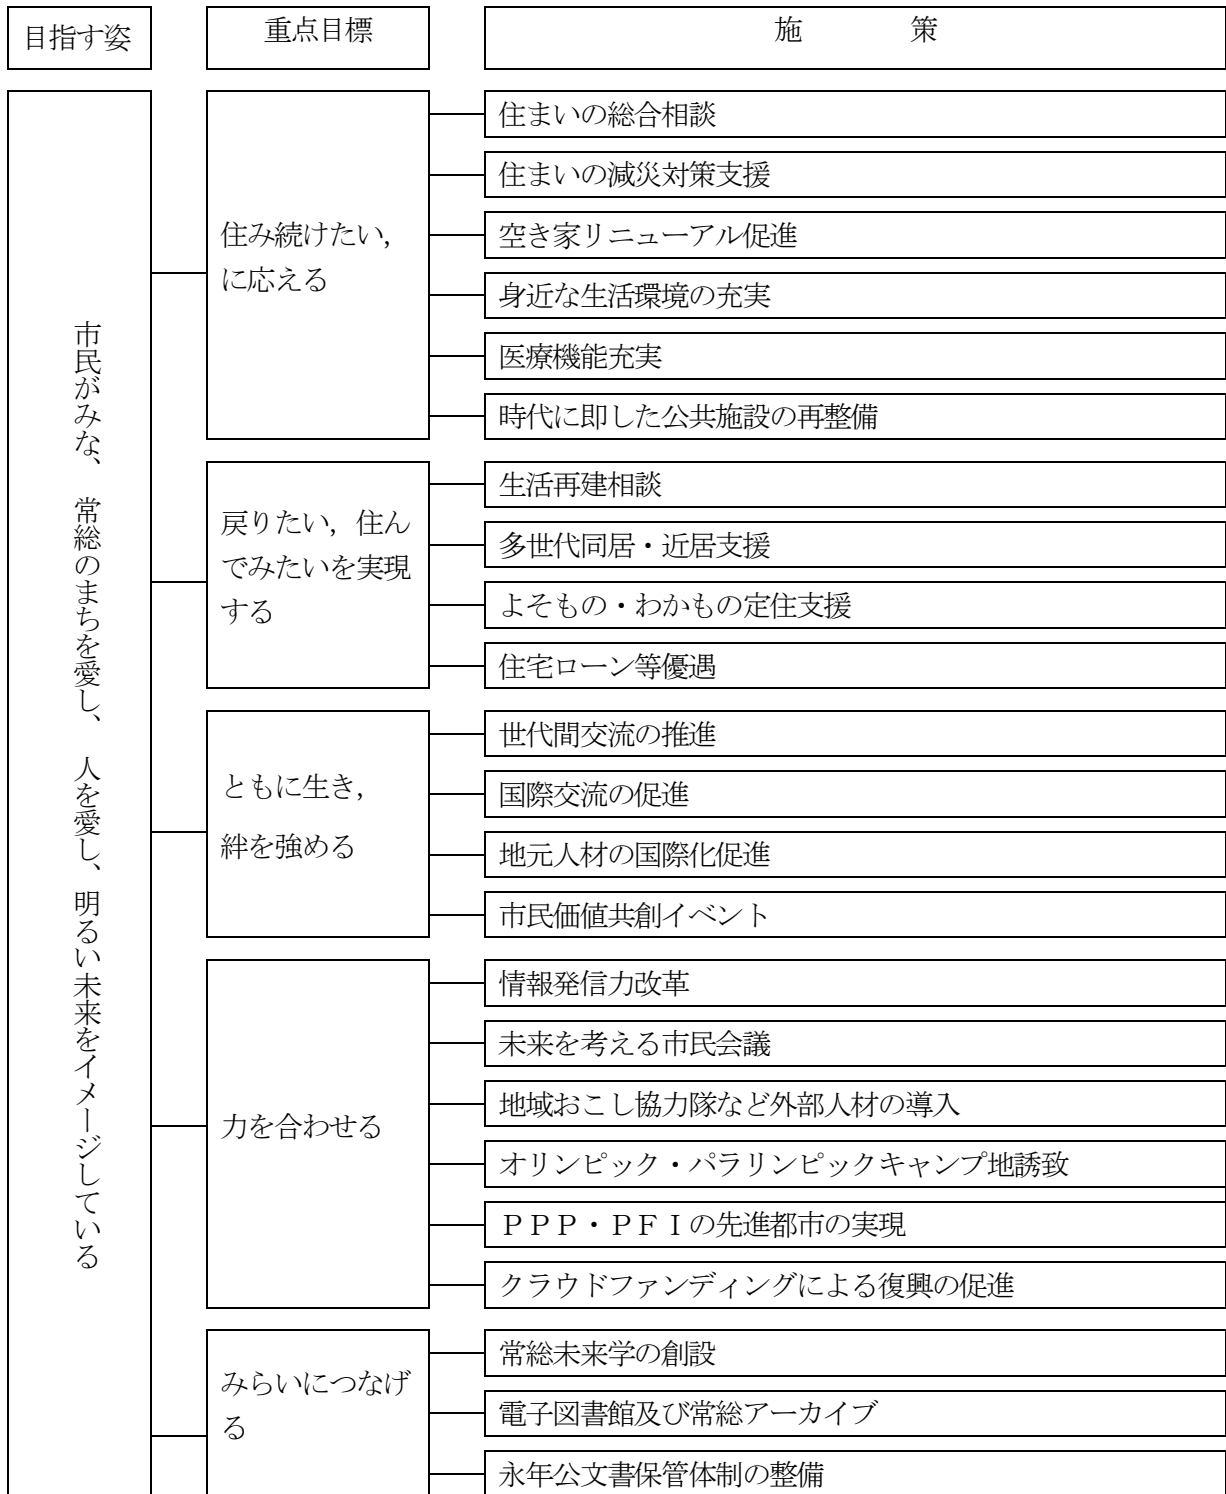 目指す姿
重点目標
施策
市民がみな、常総のまちを愛し、人を愛し、明るい未来をイメージしている
住み続けたい,
に応える
住まいの総合相談
住まいの減災対策支援
空き家リニューアル促進
身近な生活環境の充実
医療機能充実
時代に即した公共施設の再整備
戻りたい，住ん
でみたいを実現
する
生活再建相談
多世代同居・近居支援
よそもの・わかもの定住支援
住宅ローン等優遇
ともに生き,
絆を強める
世代間交流の推進
国際交流の促進
地元人材の国際化促進
市民価値共創イベント
力を合わせる
情報発信力改革
未来を考える市民会議
地域おこし協力隊など外部人材の導入
オリンピック・パラリンピックキャンプ地誘致
ＰＰＰ・ＰＦＩの先進都市の実現
クラウドファンディングによる復興の促進
みらいにつなげ
る
常総未来学の創設
電子図書館及び常総アーカイブ
永年公文書保管体制の整備